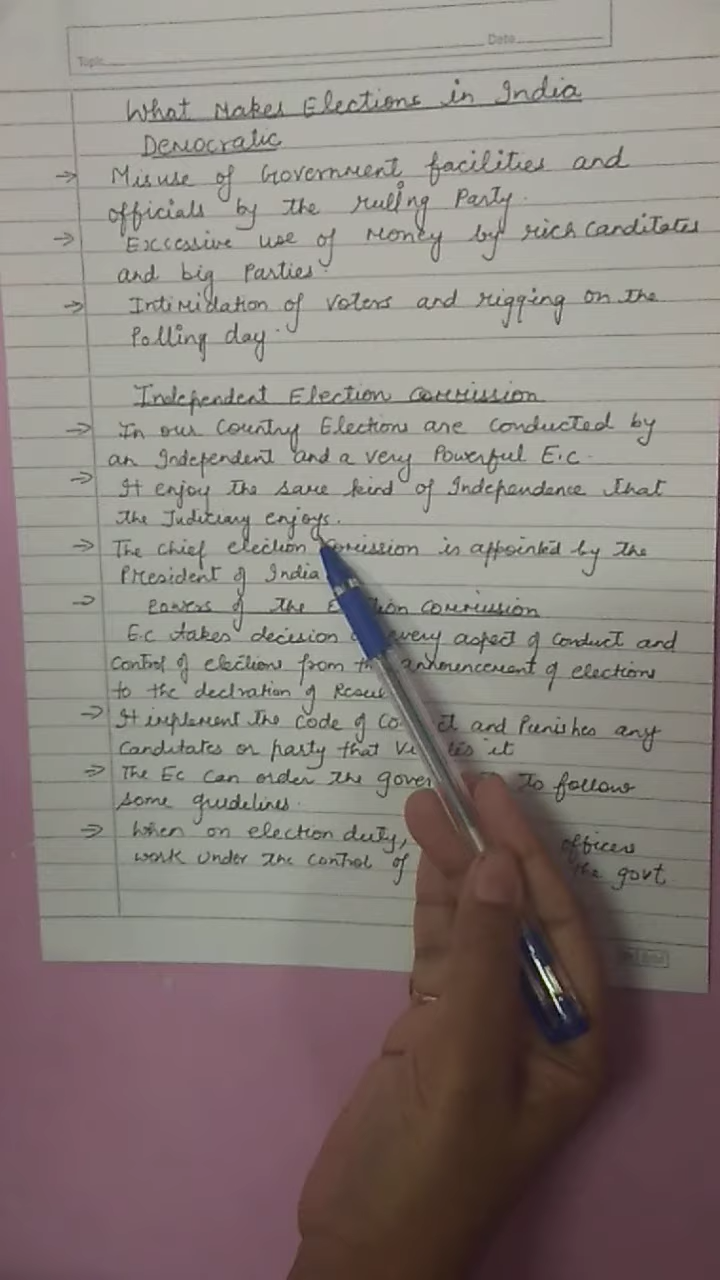 Topic Date
What Makes Elections in India
Democratic
→ Misuse of Government facilities and
officials by the ruling Party.
→ Exccessive use of Money by rich Canditates
and big Parties.
→ Intimidation of voters and rigging on the
Polling day.
Independent Election Commission
⇒ In our Country Elections are conducted by
an Independent and a very Powerful E.C.
⇒ It enjoy the same kind of Independence that
the Judiciary enjoys.
⇒ The chief election is appointed by the
President of India
⇒ Powers of the Commission
E.C takes decision every aspect of Conduct and
Control of elections from announcement of elections
to the declration of
⇒ It implement the code of and Punishes any
Canditates or party that it
⇒ The EC can order the To follow
some guidelines.
⇒ When on election duty, officers
work under the control of the govt